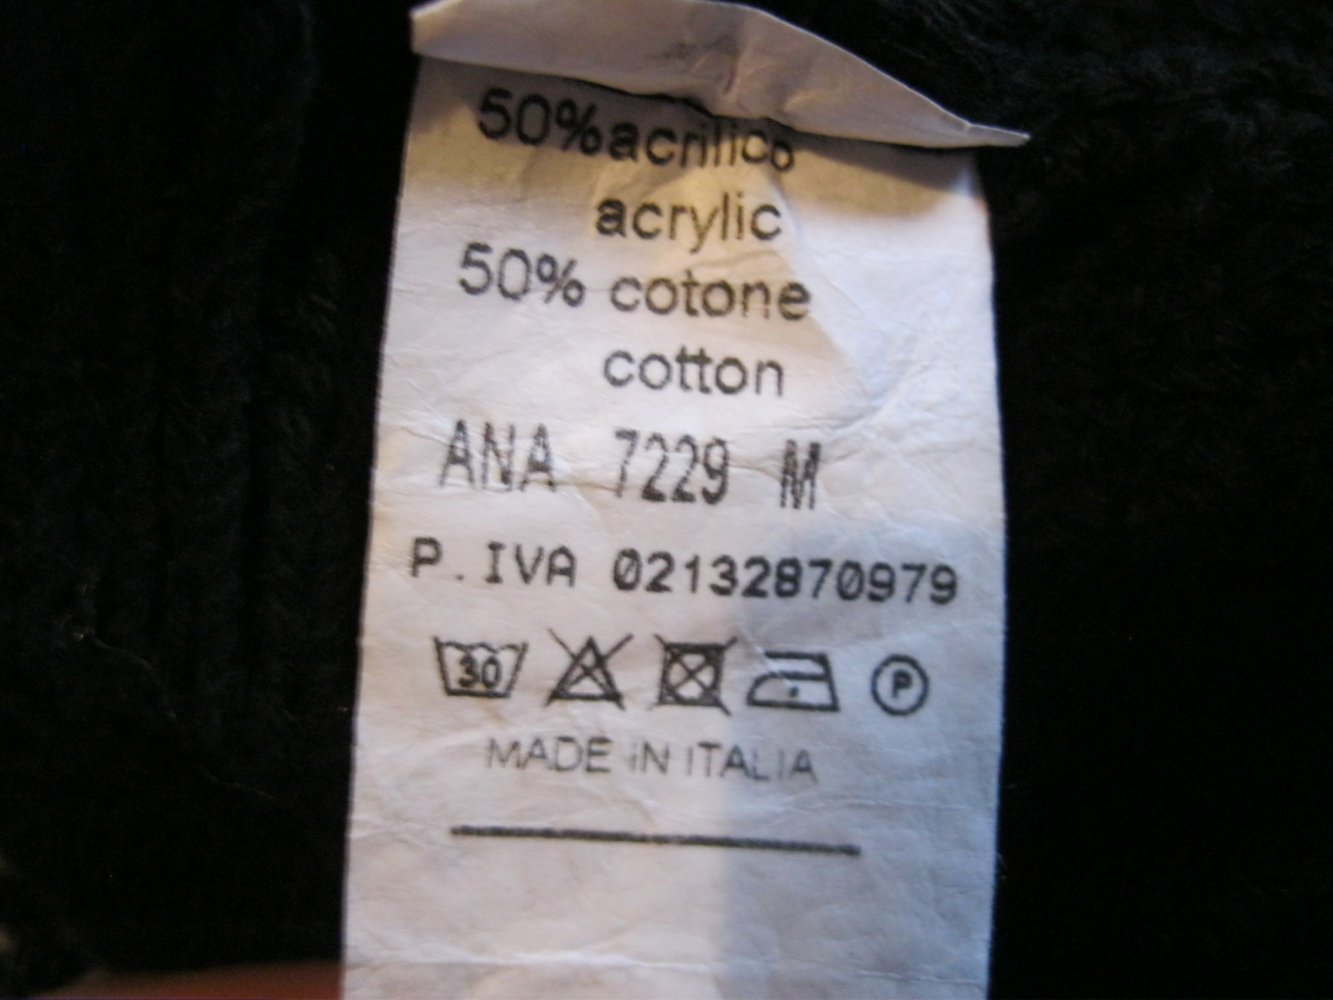 50%acrilico
acrylic
50% cotone
cotton
ANA 7229 M
P.IVA 02132870979
30 P
MADE IN ITALIA